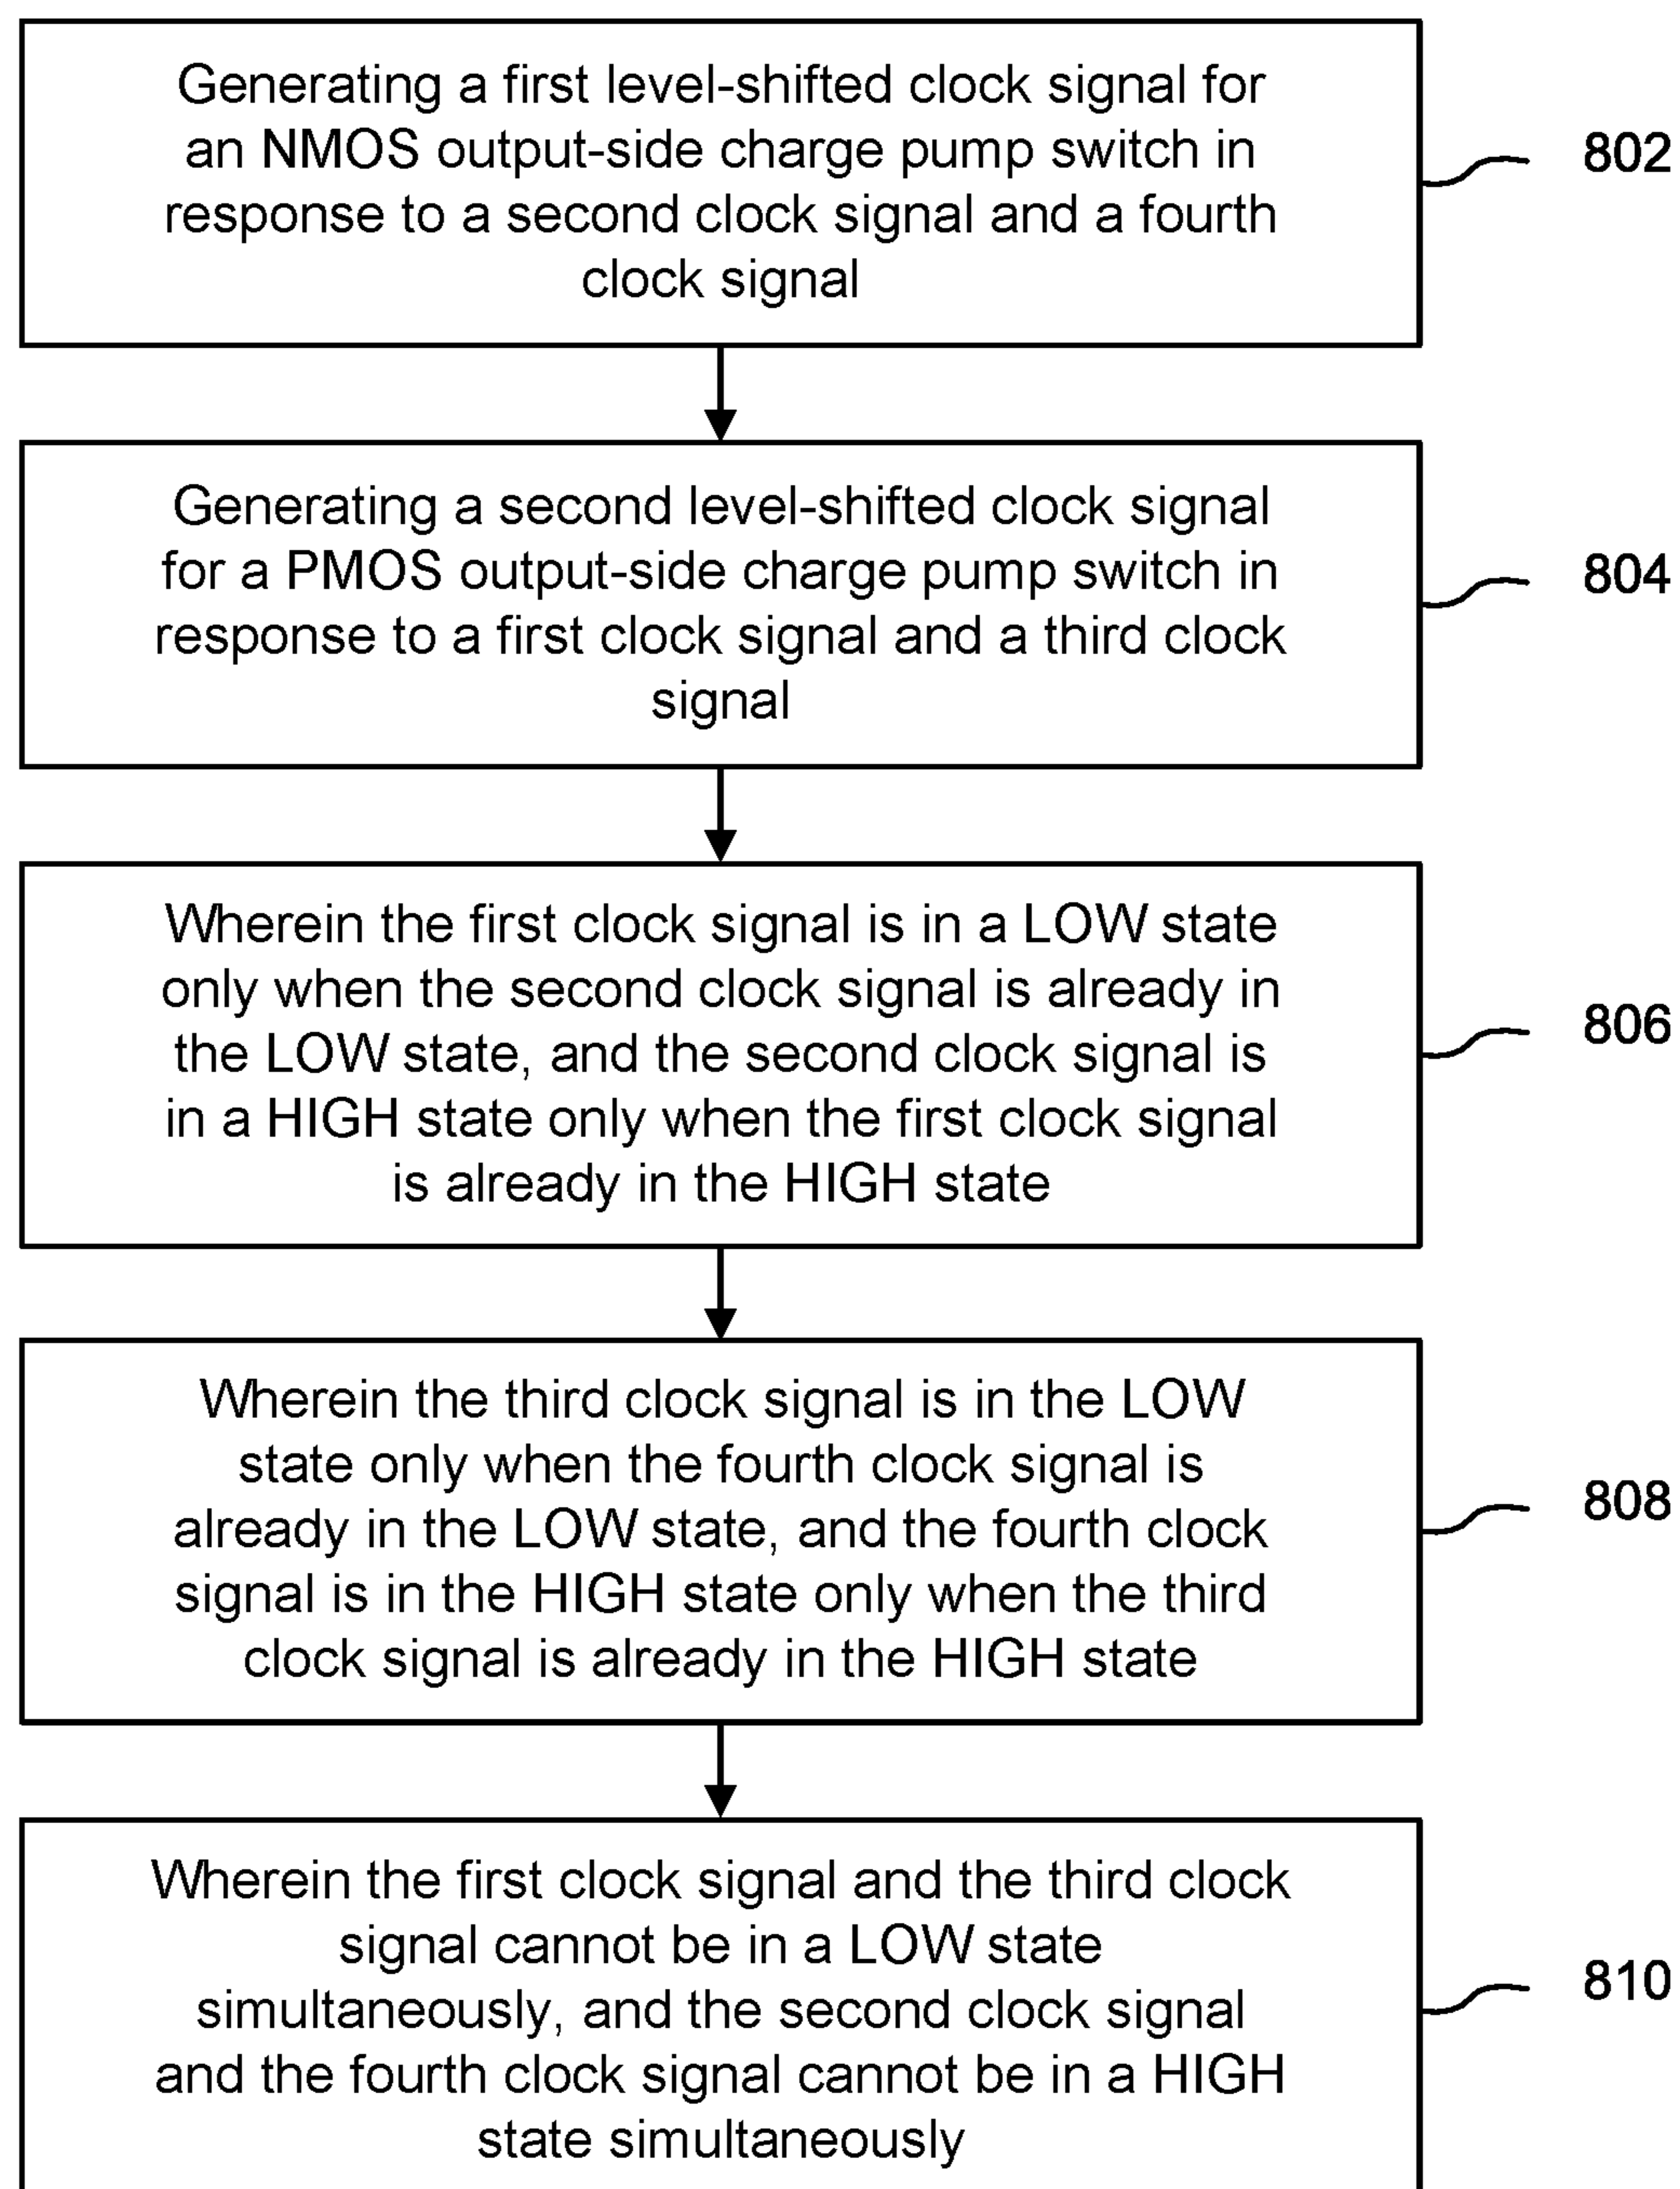 Generating a first level-shifted clock signal for
an NMOS output-side charge pump switch in
response to a second clock signal and a fourth
clock signal
802
Generating a second level-shifted clock signal
for a PMOS output-side charge pump switch in
response to a first clock signal and a third clock
signal
804
Wherein the first clock signal is in a LOW state
only when the second clock signal is already in
the LOW state, and the second clock signal is
in a HIGH state only when the first clock signal
is already in the HIGH state
806
Wherein the third clock signal is in the LOW
state only when the fourth clock signal is
already in the LOW state, and the fourth clock
signal is in the HIGH state only when the third
clock signal is already in the HIGH state
808
Wherein the first clock signal and the third clock
signal cannot be in a LOW state
simultaneously, and the second clock signal
and the fourth clock signal cannot be in a HIGH
state simultaneously
810